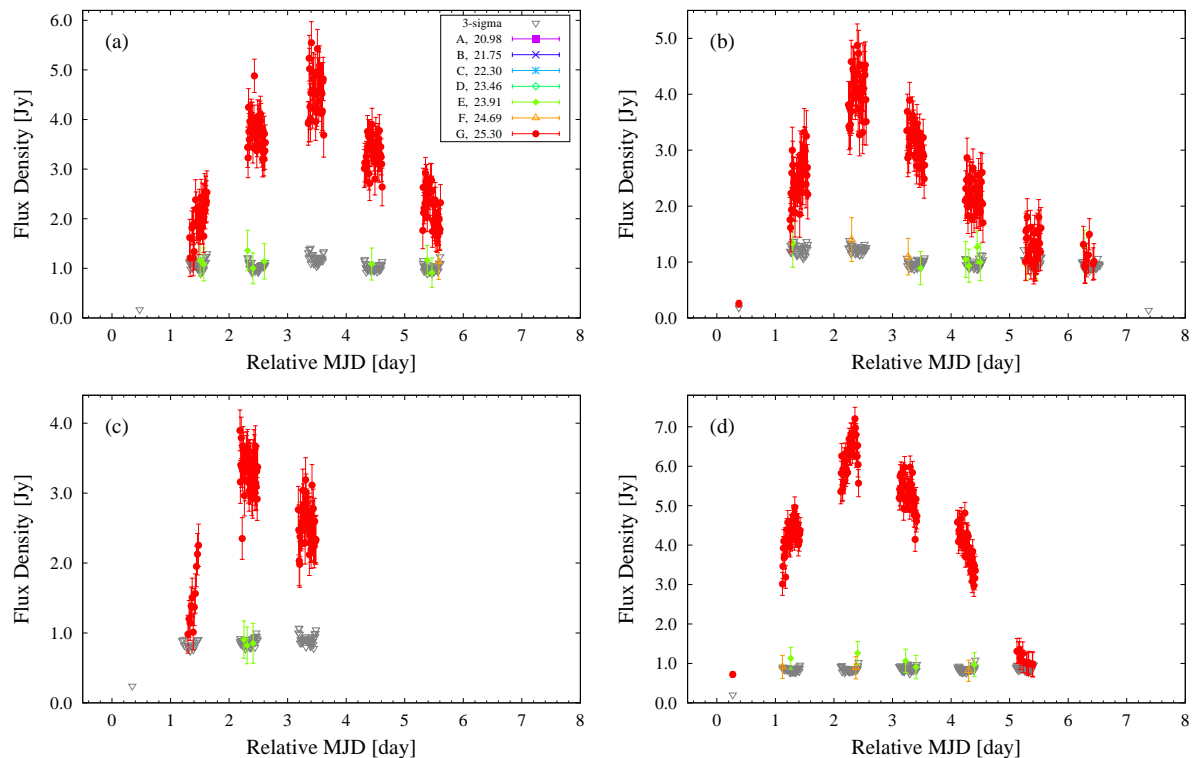 (a)
3-sigma
A, 20.98
B, 21.75
C, 22.30
D, 23.46
E, 23.91
F, 24.69
G, 25.30
Flux Density [Jy]
6.0
5.0
4.0
3.0
2.0
1.0
0.0
0 1 2 3 4 5 6 7 8
Relative MJD [day]
(b)
Flux Density [Jy]
5.0
4.0
3.0
2.0
1.0
0.0
0 1 2 3 4 5 6 7 8
Relative MJD [day]
(c)
Flux Density [Jy]
4.0
3.0
2.0
1.0
0.0
0 1 2 3 4 5 6 7 8
Relative MJD [day]
(d)
Flux Density [Jy]
7.0
6.0
5.0
4.0
3.0
2.0
1.0
0.0
0 1 2 3 4 5 6 7 8
Relative MJD [day]